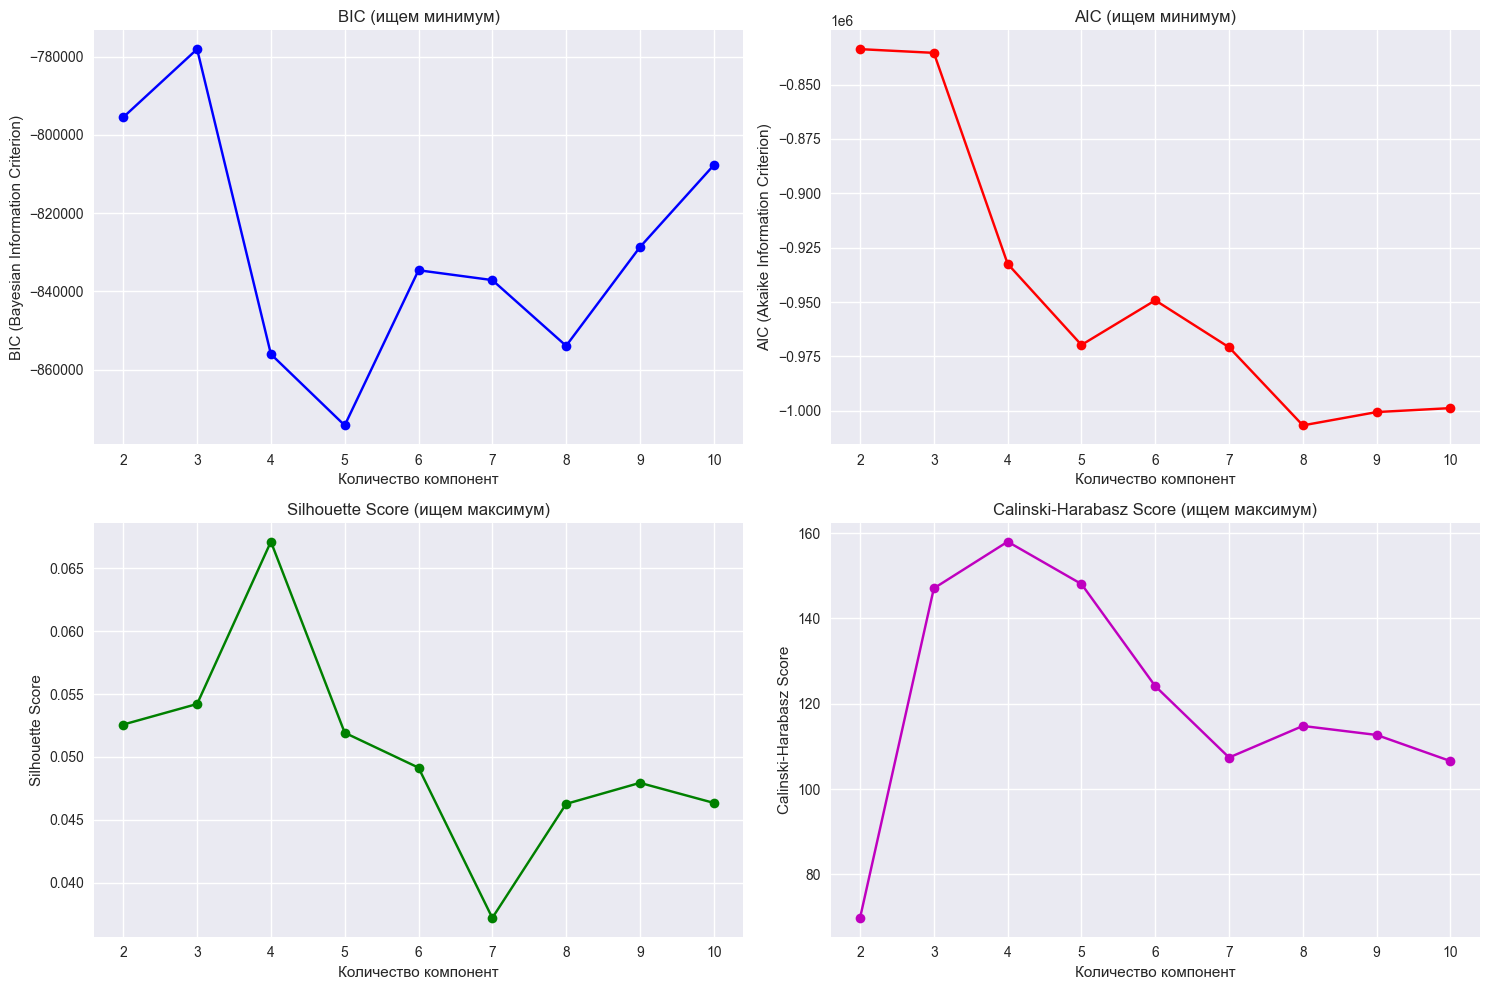 BIC (ищем минимум)
BIC (Bayesian Information Criterion)
−780000
−800000
−820000
−840000
−860000
2 3 4 5 6 7 8 9 10
Количество компонент
AIC (ищем минимум)
1e6
AIC (Akaike Information Criterion)
−0.850
−0.875
−0.900
−0.925
−0.950
−0.975
−1.000
2 3 4 5 6 7 8 9 10
Количество компонент
Silhouette Score (ищем максимум)
Silhouette Score
0.065
0.060
0.055
0.050
0.045
0.040
2 3 4 5 6 7 8 9 10
Количество компонент
Calinski-Harabasz Score (ищем максимум)
Calinski-Harabasz Score
160
140
120
100
80
2 3 4 5 6 7 8 9 10
Количество компонент